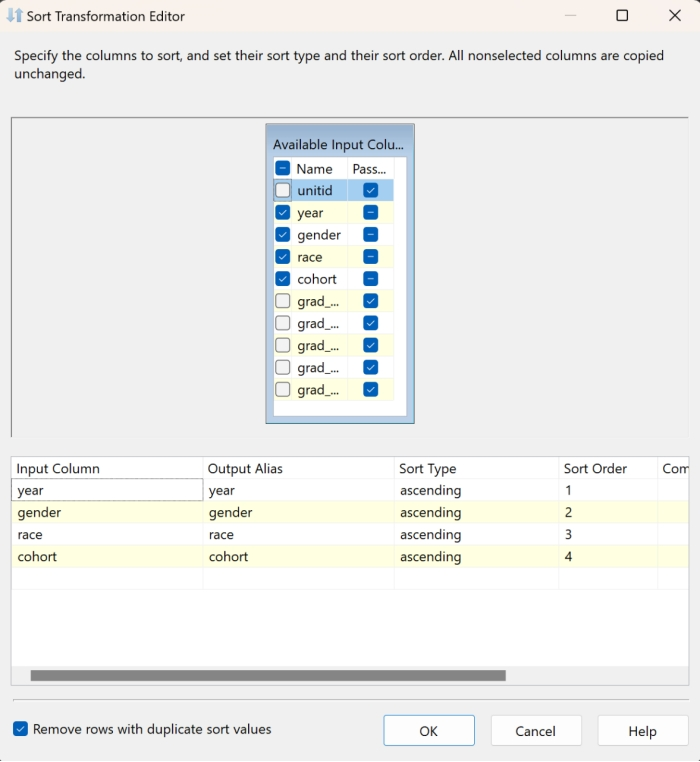 Sort Transformation Editor
Specify the columns to sort, and set their sort type and their sort order. All nonselected columns are copied
unchanged.
Available Input Colu...
Name Pass...
unitid
year
gender
race
cohort
grad_...
grad_...
grad_...
grad_...
grad_...
Input Column Output Alias Sort Type Sort Order Com
year year ascending 1
gender gender ascending 2
race race ascending 3
cohort cohort ascending 4
Remove rows with duplicate sort values OK Cancel Help